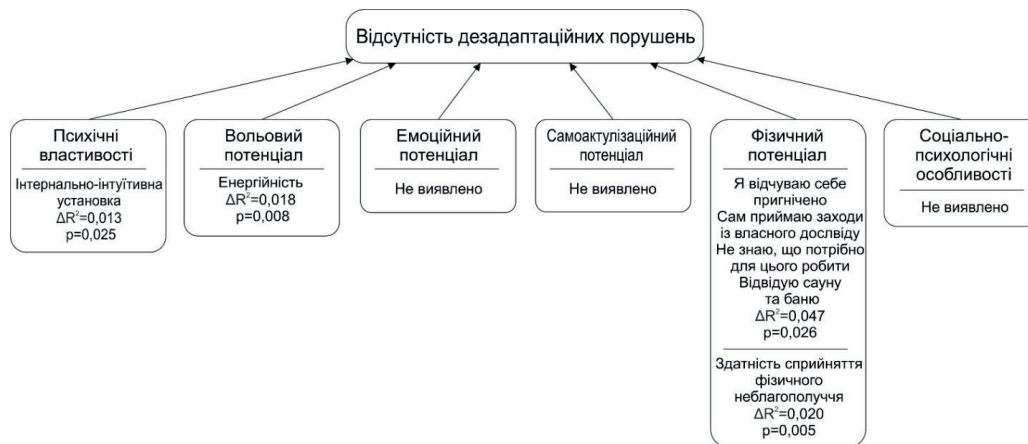 Відсутність дезадаптаційних порушень
Психічні
властивості
Інтернально-інтуїтивна
установка
ΔR²=0,013
p=0,025
Вольовий
потенціал
Енергійність
ΔR²=0,018
p=0,008
Емоційний
потенціал
Не виявлено
Самоактулізаційний
потенціал
Не виявлено
Фізичний
потенціал
Я відчуваю себе
пригнічено
Сам приймаю заходи
із власного дослвіду
Не знаю, що потрібно
для цього робити
Відвідую сауну
та баню
ΔR²=0,047
p=0,026
Здатність сприйняття
фізичного
неблагополуччя
ΔR²=0,020
p=0,005
Соціально-
психологічні
особливості
Не виявлено